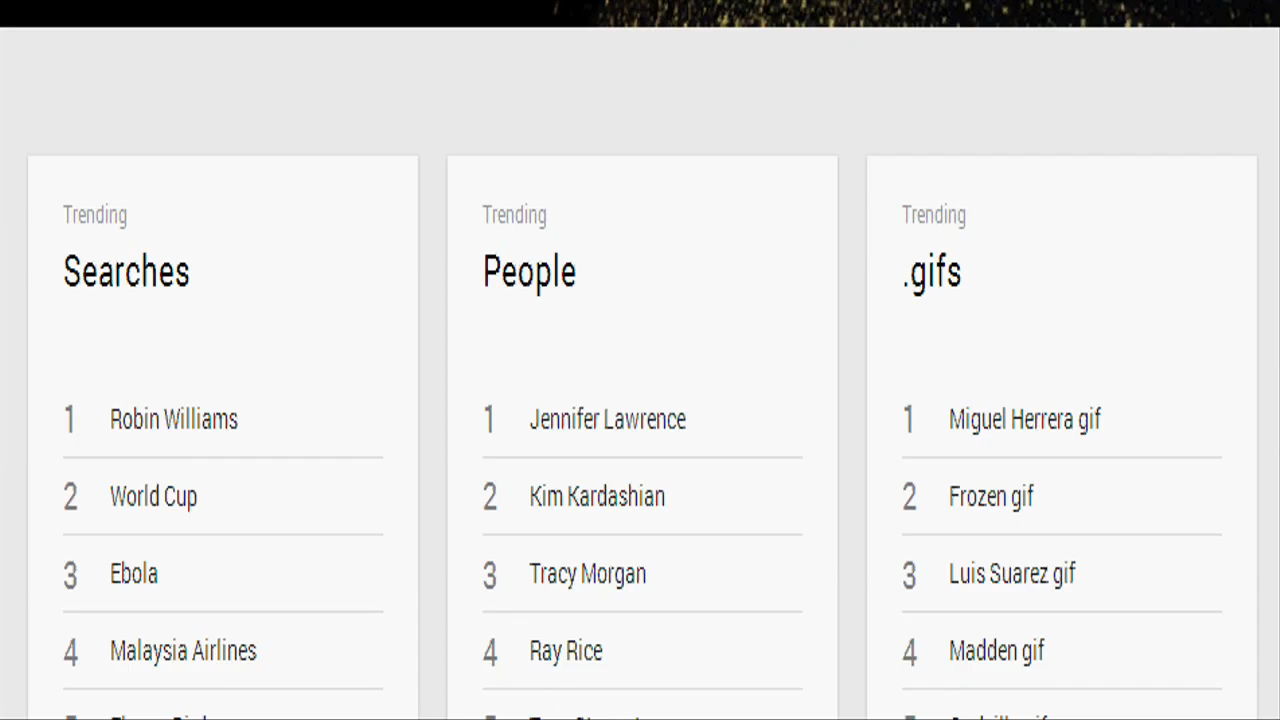 Trending
Searches
1 Robin Williams
2 World Cup
3 Ebola
4 Malaysia Airlines
Trending
People
1 Jennifer Lawrence
2 Kim Kardashian
3 Tracy Morgan
4 Ray Rice
Trending
.gifs
1 Miguel Herrera gif
2 Frozen gif
3 Luis Suarez gif
4 Madden gif